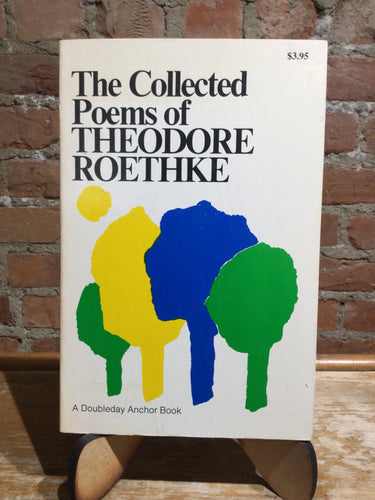 $3.95
The Collected
Poems of
THEODORE
ROETHKE
A Doubleday Anchor Book